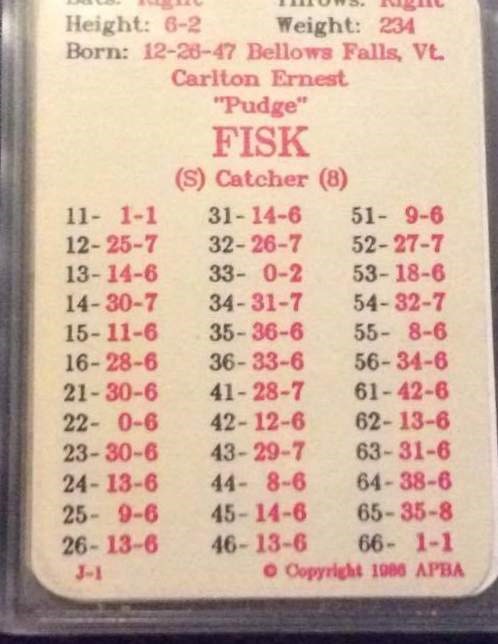 Bats: Right Throws: Right
Height: 6-2 Weight: 234
Born: 12-26-47 Bellows Falls, Vt.
Carlton Ernest
"Pudge"
FISK
(S) Catcher (8)
11- 1-1 31- 14-6 51- 9-6
12- 25-7 32- 26-7 52- 27-7
13- 14-6 33- 0-2 53- 18-6
14- 30-7 34- 31-7 54- 32-7
15- 11-6 35- 36-6 55- 8-6
16- 28-6 36- 33-6 56- 34-6
21- 30-6 41- 28-7 61- 42-6
22- 0-6 42- 12-6 62- 13-6
23- 30-6 43- 29-7 63- 31-6
24- 13-6 44- 8-6 64- 38-6
25- 9-6 45- 14-6 65- 35-8
26- 13-6 46- 13-6 66- 1-1
J-1 © Copyright 1986 APBA